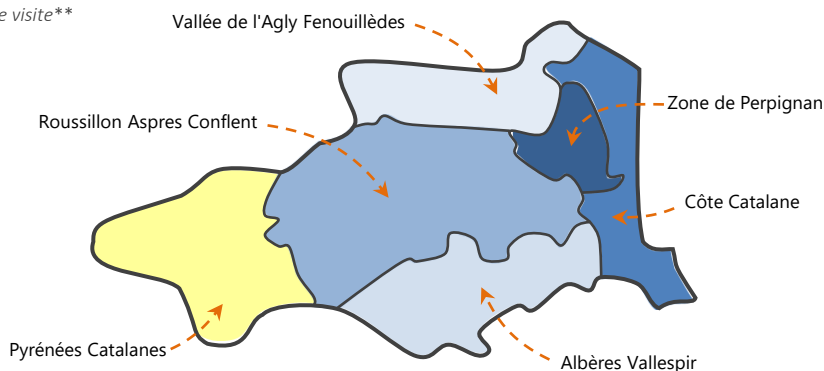 e visite**
Vallée de l'Agly Fenouillèdes
Zone de Perpignan
Roussillon Aspres Conflent
Côte Catalane
Pyrénées Catalanes
Albères Vallespir